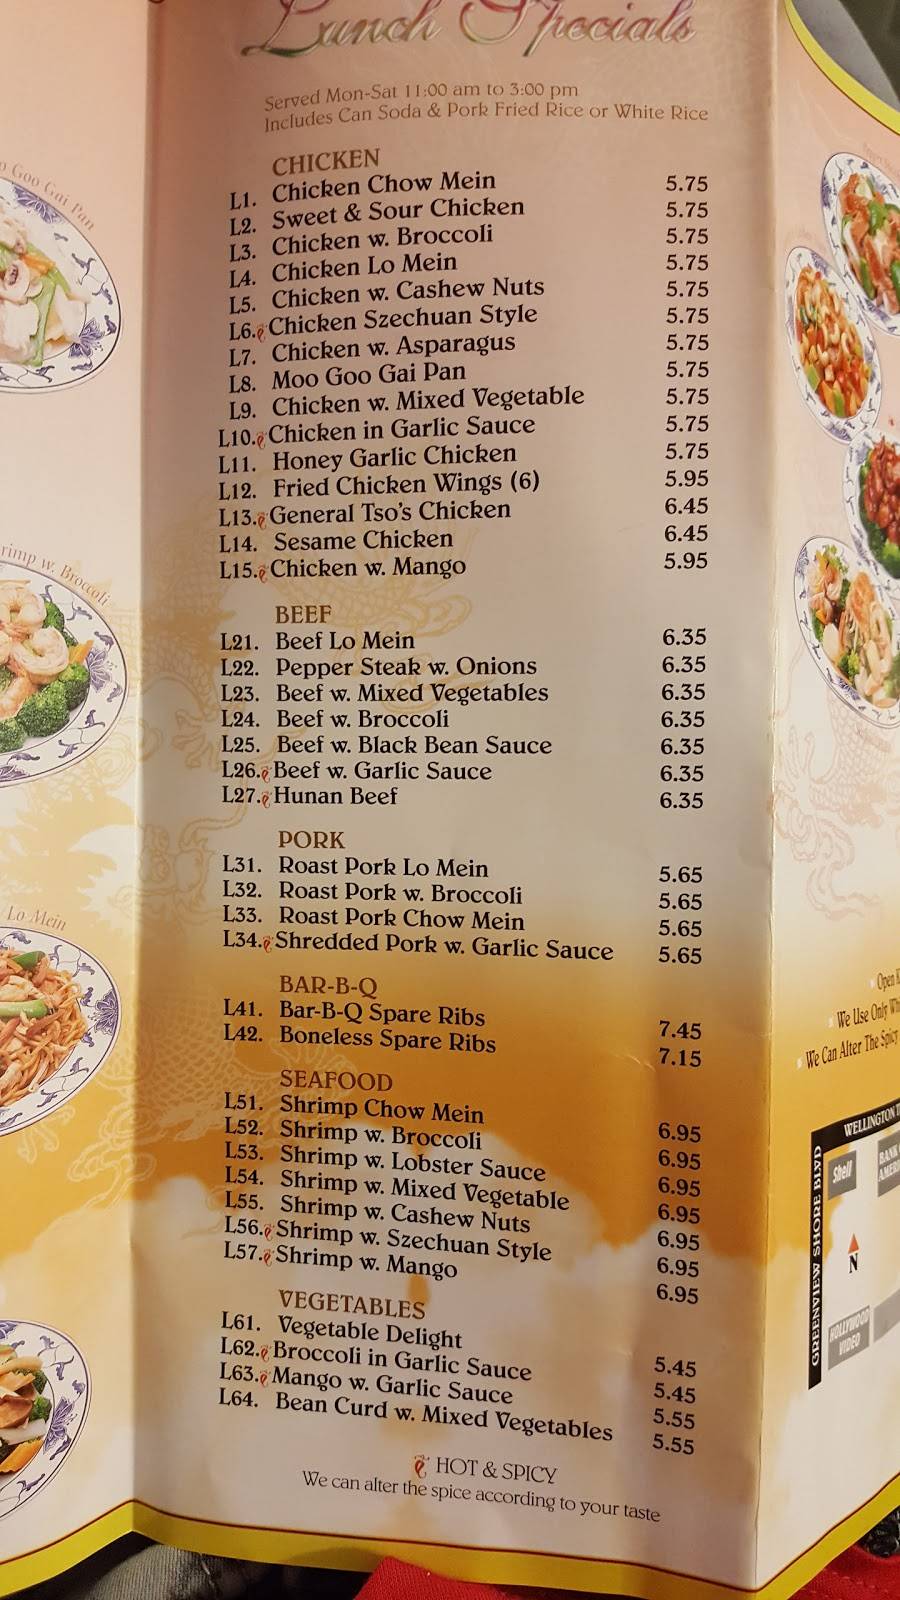 Lunch Specials
Served Mon-Sat 11:00 am to 3:00 pm
Includes Can Soda & Pork Fried Rice or White Rice
CHICKEN
L1. Chicken Chow Mein 5.75
L2. Sweet & Sour Chicken 5.75
L3. Chicken w. Broccoli 5.75
L4. Chicken Lo Mein 5.75
L5. Chicken w. Cashew Nuts 5.75
L6. Chicken Szechuan Style 5.75
L7. Chicken w. Asparagus 5.75
L8. Moo Goo Gai Pan 5.75
L9. Chicken w. Mixed Vegetable 5.75
L10. Chicken in Garlic Sauce 5.75
L11. Honey Garlic Chicken 5.75
L12. Fried Chicken Wings (6) 5.95
L13. General Tso's Chicken 6.45
L14. Sesame Chicken 6.45
L15. Chicken w. Mango 5.95
BEEF
L21. Beef Lo Mein 6.35
L22. Pepper Steak w. Onions 6.35
L23. Beef w. Mixed Vegetables 6.35
L24. Beef w. Broccoli 6.35
L25. Beef w. Black Bean Sauce 6.35
L26. Beef w. Garlic Sauce 6.35
L27. Hunan Beef 6.35
PORK
L31. Roast Pork Lo Mein 5.65
L32. Roast Pork w. Broccoli 5.65
L33. Roast Pork Chow Mein 5.65
L34. Shredded Pork w. Garlic Sauce 5.65
BAR-B-Q
L41. Bar-B-Q Spare Ribs 7.45
L42. Boneless Spare Ribs 7.15
SEAFOOD
L51. Shrimp Chow Mein 6.95
L52. Shrimp w. Broccoli 6.95
L53. Shrimp w. Lobster Sauce 6.95
L54. Shrimp w. Mixed Vegetable 6.95
L55. Shrimp w. Cashew Nuts 6.95
L56. Shrimp w. Szechuan Style 6.95
L57. Shrimp w. Mango 6.95
VEGETABLES
L61. Vegetable Delight 5.45
L62. Broccoli in Garlic Sauce 5.45
L63. Mango w. Garlic Sauce 5.55
L64. Bean Curd w. Mixed Vegetables 5.55
HOT & SPICY
We can alter the spice according to your taste
Goo Gai Pan
rimp w. Broccoli
Lo Mein
Open
We Use Only
We Can Alter The Spicy
WELLINGTON
GREENVIEW SHORE BLVD
Shell
BANK
N
HOLLYWOOD
VIDEO